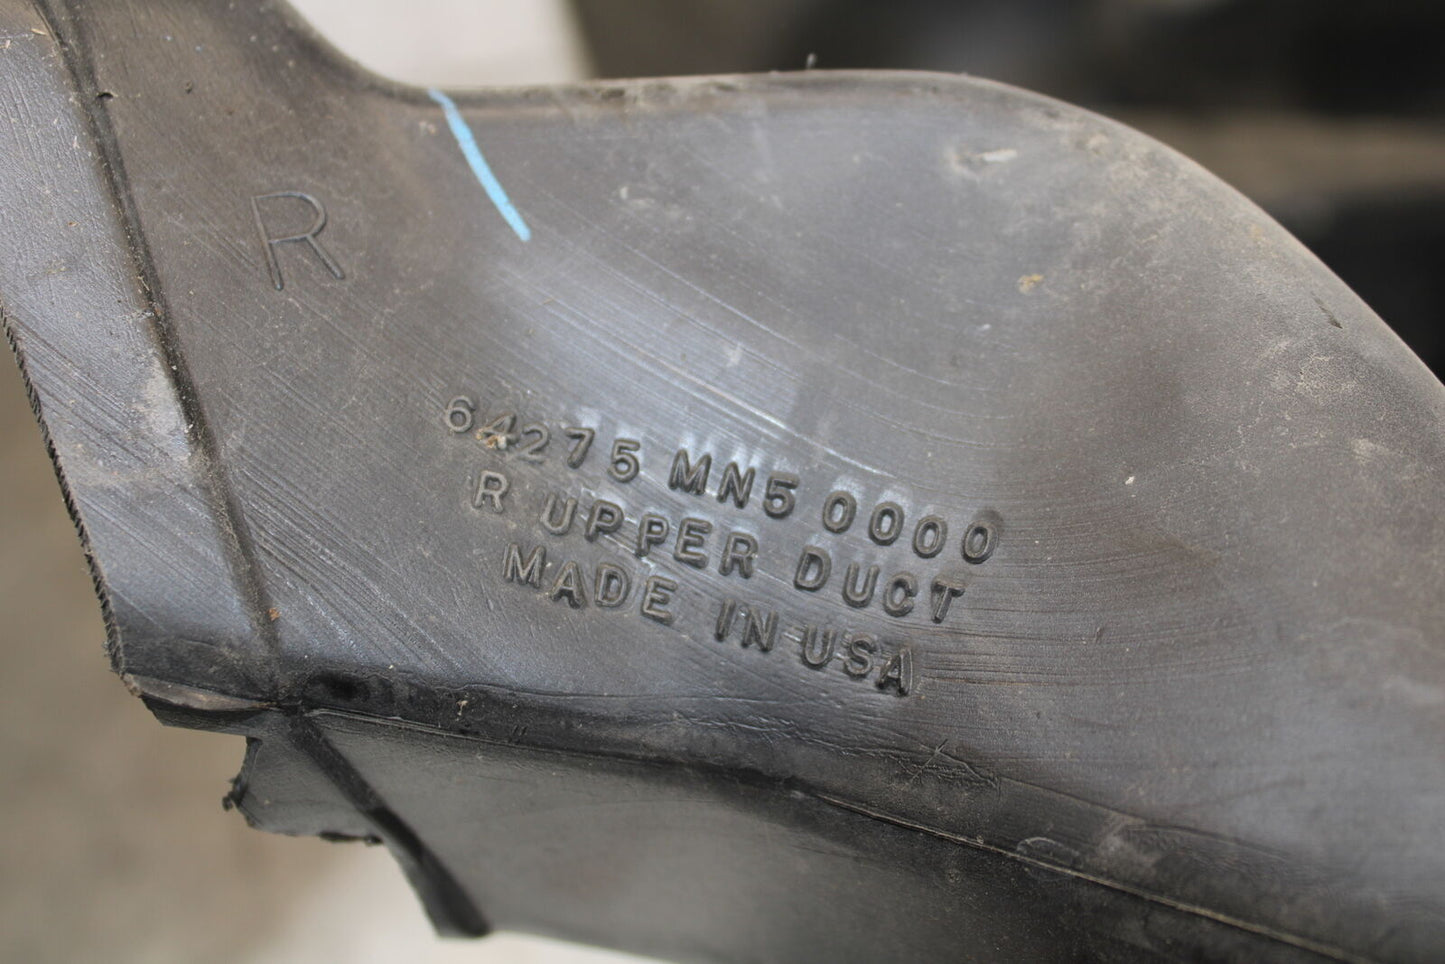 R
64275 MN5 0000
R UPPER DUCT
MADE IN USA